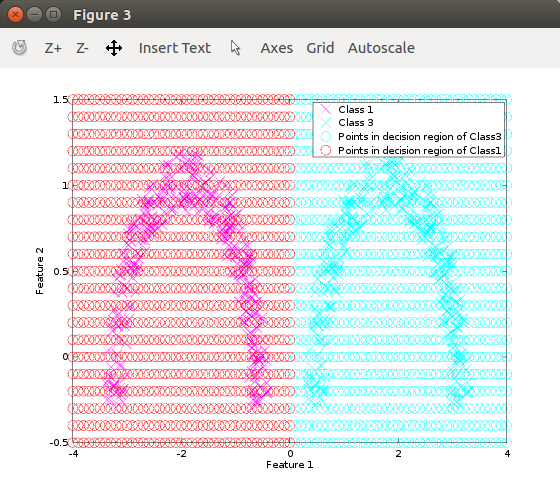 Figure 3
Z+ Z- Insert Text Axes Grid Autoscale
1.5
Class 1
Class 3
Points in decision region of Class3
Points in decision region of Class1
1
Feature 2
0.5
0
-0.5
-4 -2 0 2 4
Feature 1